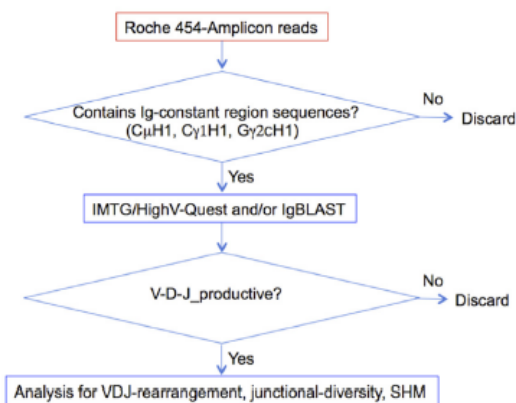 Roche 454-Amplicon reads
Contains Ig-constant region sequences?
(CμH1, Cγ1H1, Gγ2cH1)
No
Discard
Yes
IMTG/HighV-Quest and/or IgBLAST
V-D-J_productive?
No
Discard
Yes
Analysis for VDJ-rearrangement, junctional-diversity, SHM